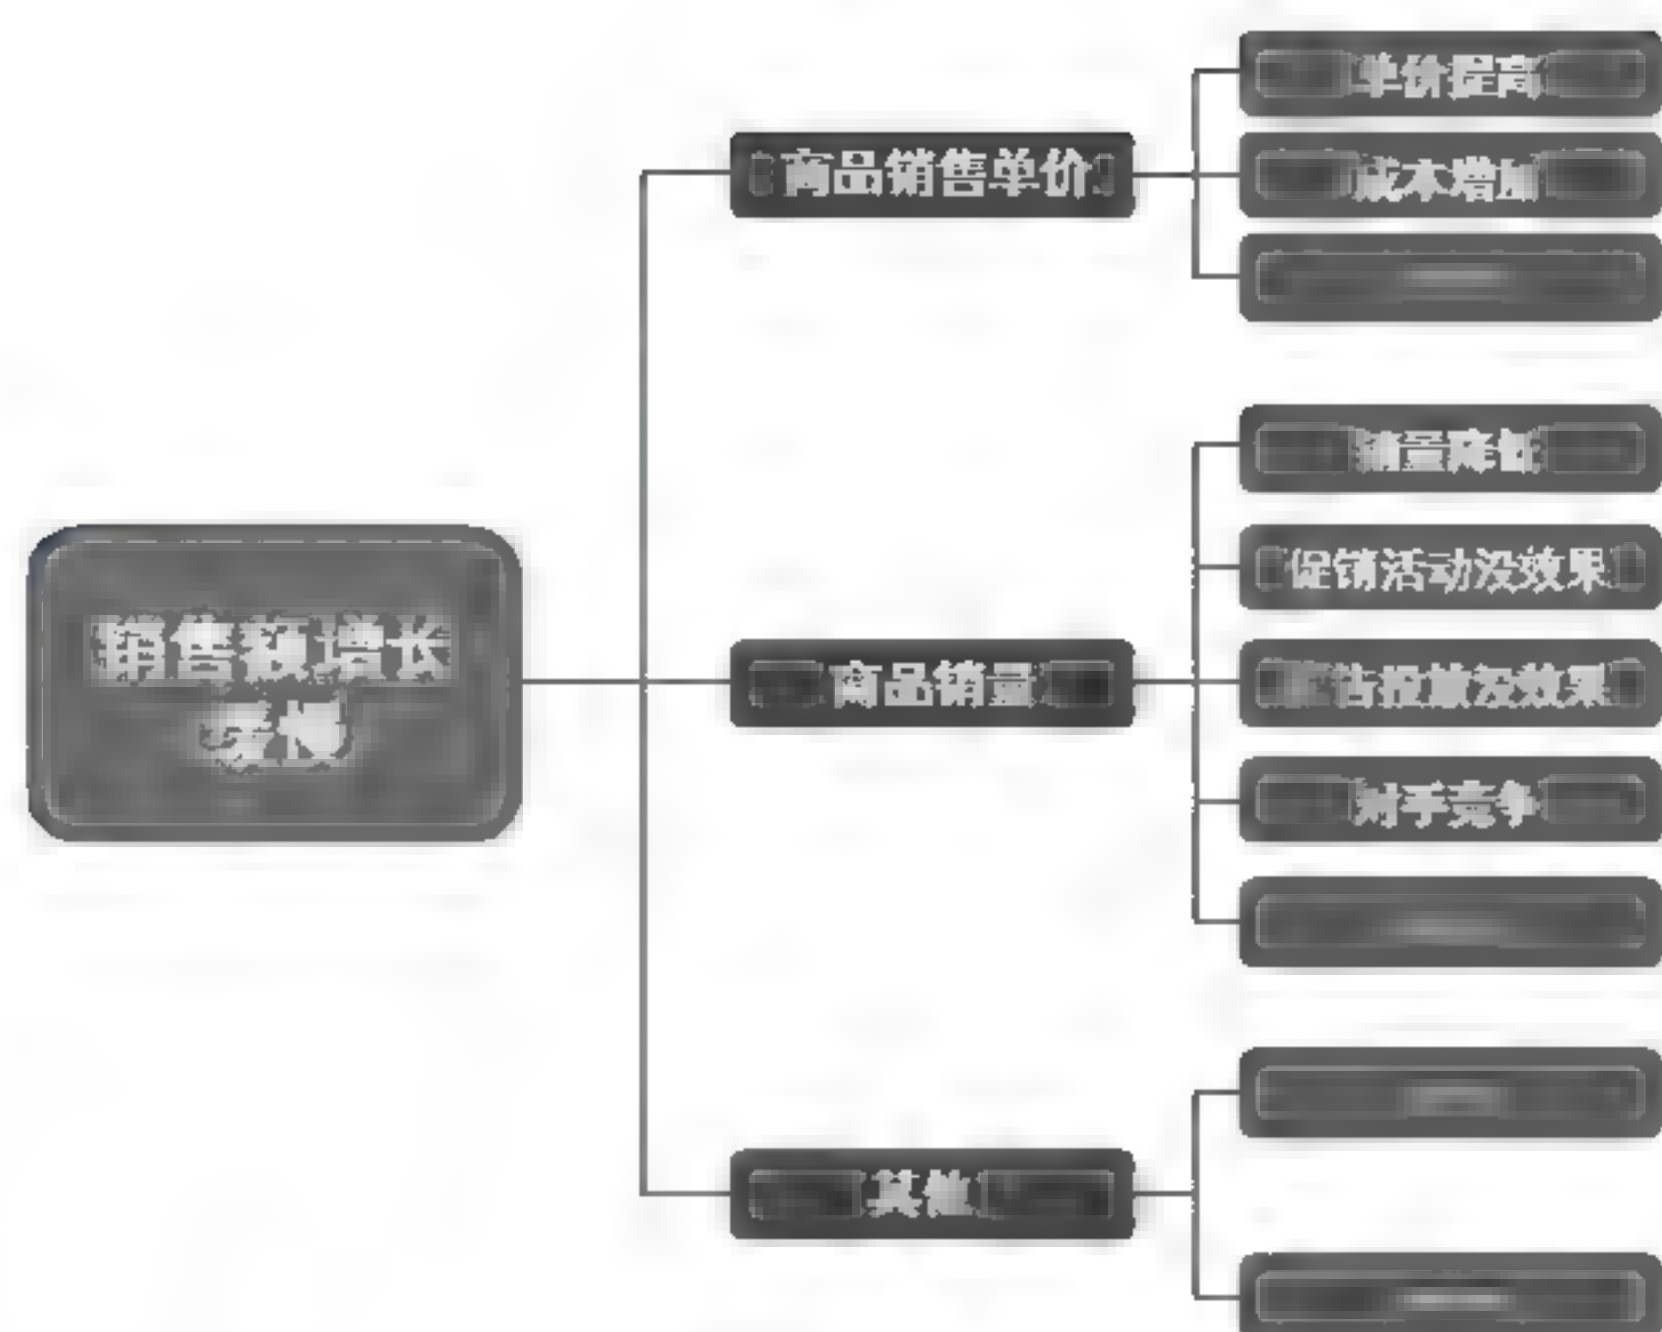 单价提高
商品销售单价
成本增加
销量降低
促销活动没效果
销售额增长
商品销量
广告投放没效果
对手竞争
其他